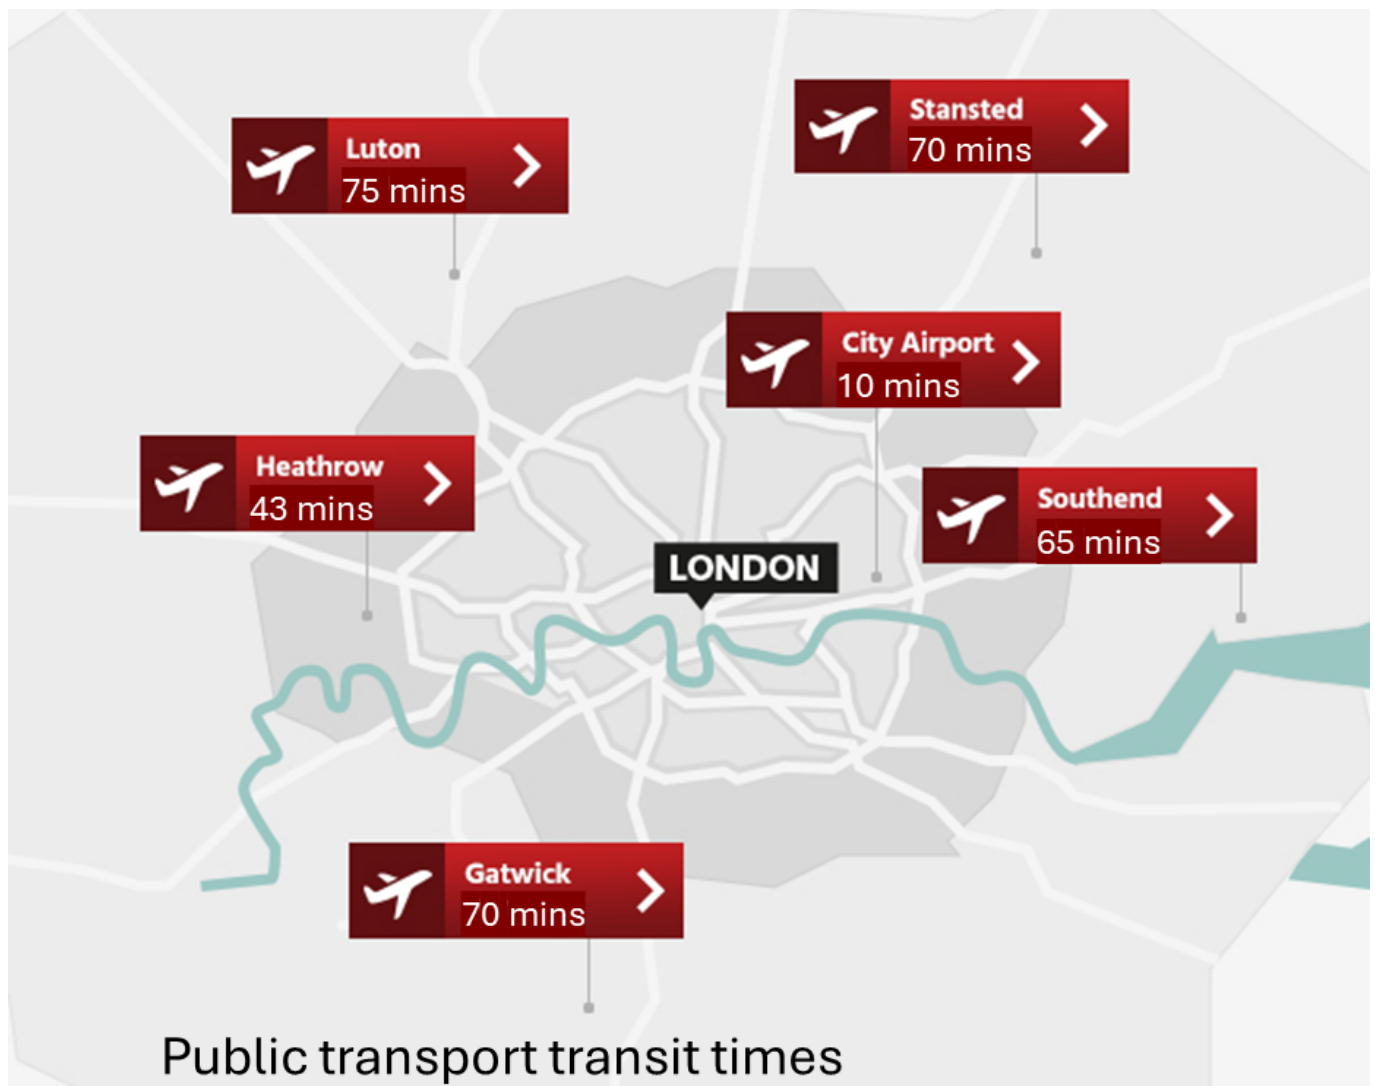 Stansted
70 mins
Luton
75 mins
City Airport
10 mins
Heathrow
43 mins
Southend
65 mins
LONDON
Gatwick
70 mins
Public transport transit times